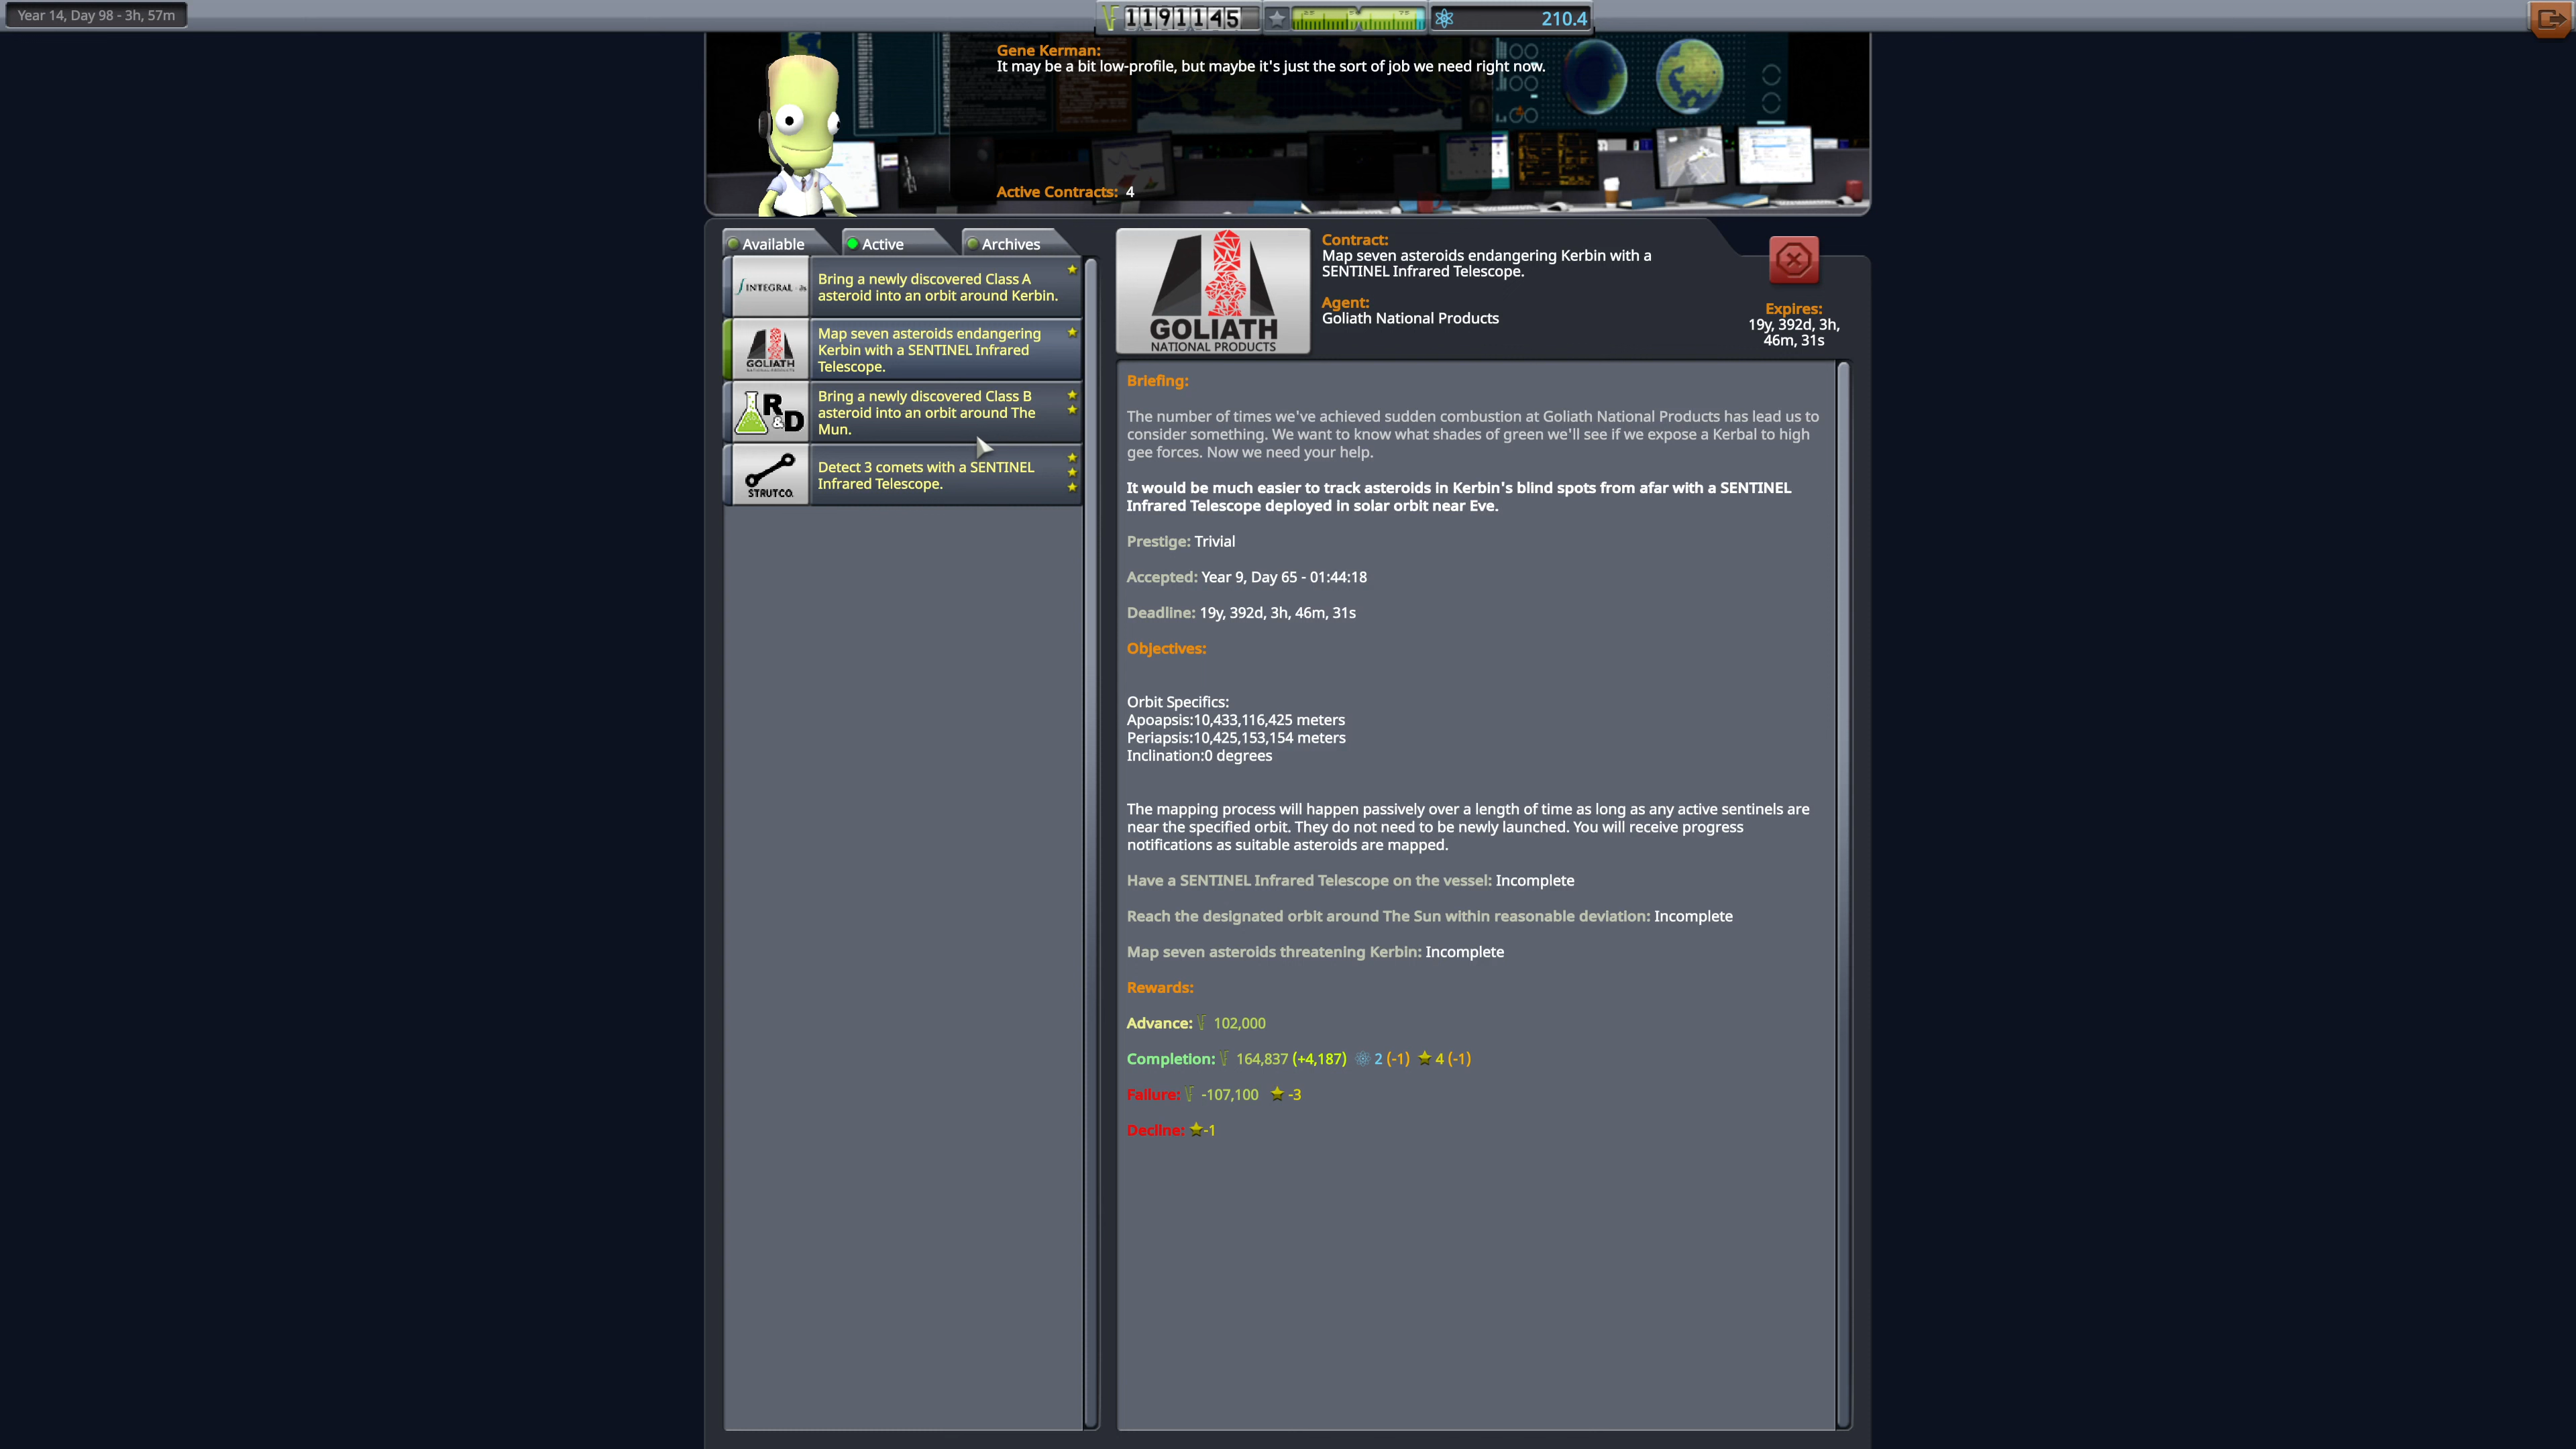 Year 14, Day 98 - 3h, 57m
1191145
210.4
Gene Kerman:
It may be a bit low-profile, but maybe it's just the sort of job we need right now.
Active Contracts: 4
Available
Active
Archives
INTEGRAL
Bring a newly discovered Class A
asteroid into an orbit around Kerbin.
GOLIATH
Map seven asteroids endangering
Kerbin with a SENTINEL Infrared
Telescope.
R&D
Bring a newly discovered Class B
asteroid into an orbit around The
Mun.
STRUTCO.
Detect 3 comets with a SENTINEL
Infrared Telescope.
GOLIATH
NATIONAL PRODUCTS
Contract:
Map seven asteroids endangering Kerbin with a
SENTINEL Infrared Telescope.
Agent:
Goliath National Products
Expires:
19y, 392d, 3h,
46m, 31s
Briefing:
The number of times we've achieved sudden combustion at Goliath National Products has lead us to
consider something. We want to know what shades of green we'll see if we expose a Kerbal to high
gee forces. Now we need your help.
It would be much easier to track asteroids in Kerbin's blind spots from afar with a SENTINEL
Infrared Telescope deployed in solar orbit near Eve.
Prestige: Trivial
Accepted: Year 9, Day 65 - 01:44:18
Deadline: 19y, 392d, 3h, 46m, 31s
Objectives:
Orbit Specifics:
Apoapsis:10,433,116,425 meters
Periapsis:10,425,153,154 meters
Inclination:0 degrees
The mapping process will happen passively over a length of time as long as any active sentinels are
near the specified orbit. They do not need to be newly launched. You will receive progress
notifications as suitable asteroids are mapped.
Have a SENTINEL Infrared Telescope on the vessel: Incomplete
Reach the designated orbit around The Sun within reasonable deviation: Incomplete
Map seven asteroids threatening Kerbin: Incomplete
Rewards:
Advance: 102,000
Completion: 164,837 (+4,187) 2 (-1) 4 (-1)
Failure: -107,100 -3
Decline: -1